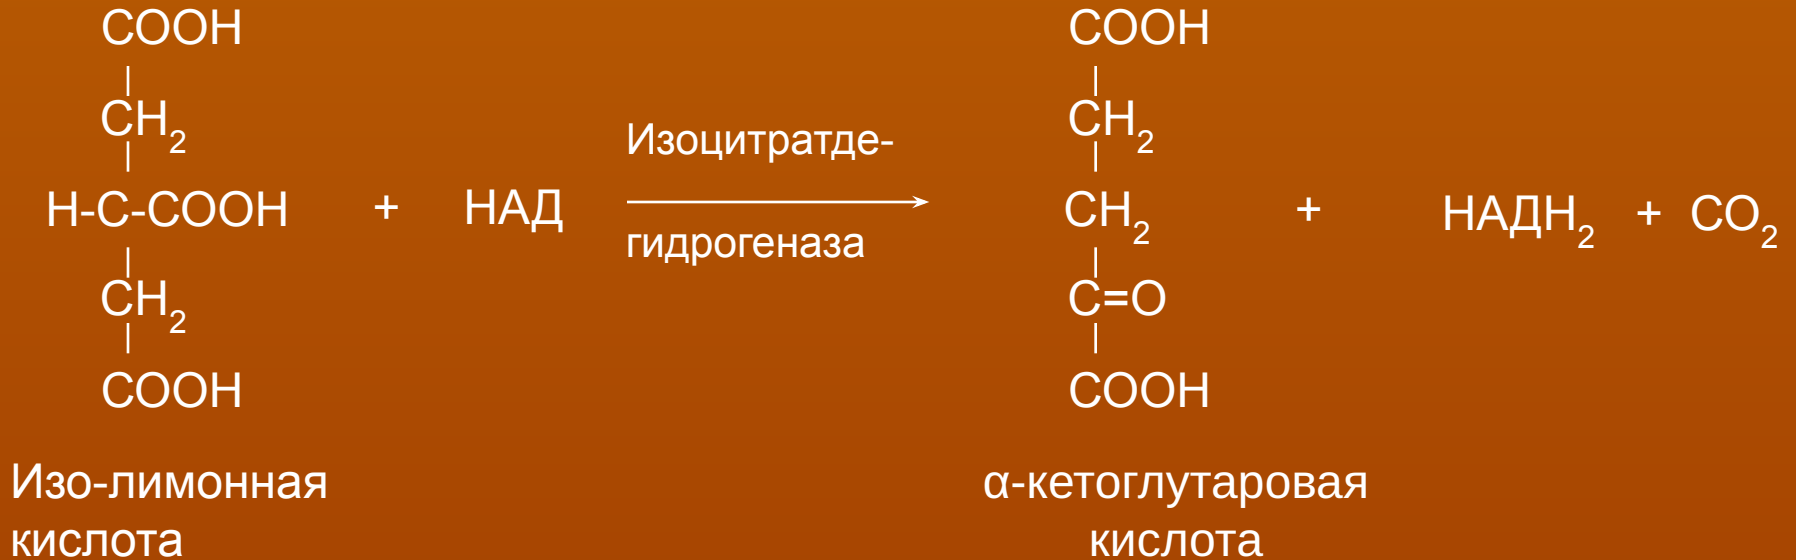 COOH
|
CH2
|
H-C-COOH + НАД
|
CH2
|
COOH
Изо-лимонная
кислота
Изоцитратде-
гидрогеназа
COOH
|
CH2
|
CH2 + НАДН2 + CO2
|
C=O
|
COOH
α-кетоглутаровая
кислота